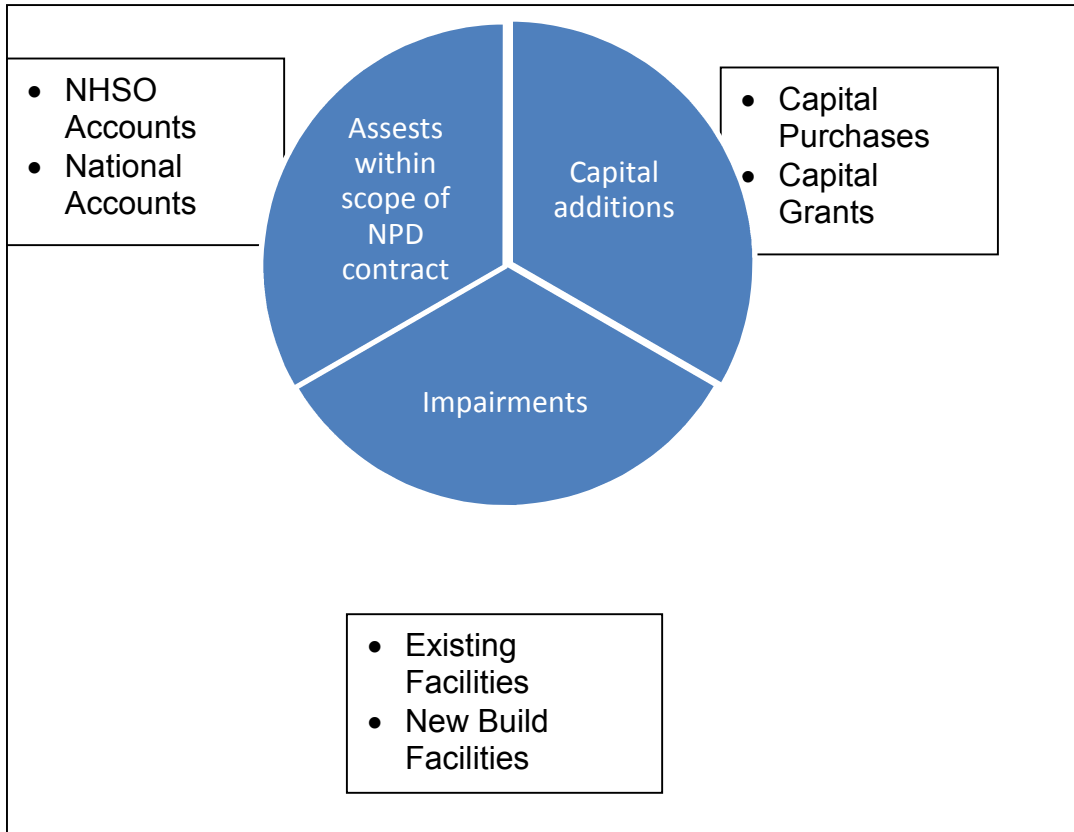 • NHSO
Accounts
• National
Accounts
Assests
within
scope of
NPD
contract
Capital
additions
• Capital
Purchases
• Capital
Grants
Impairments
• Existing
Facilities
• New Build
Facilities